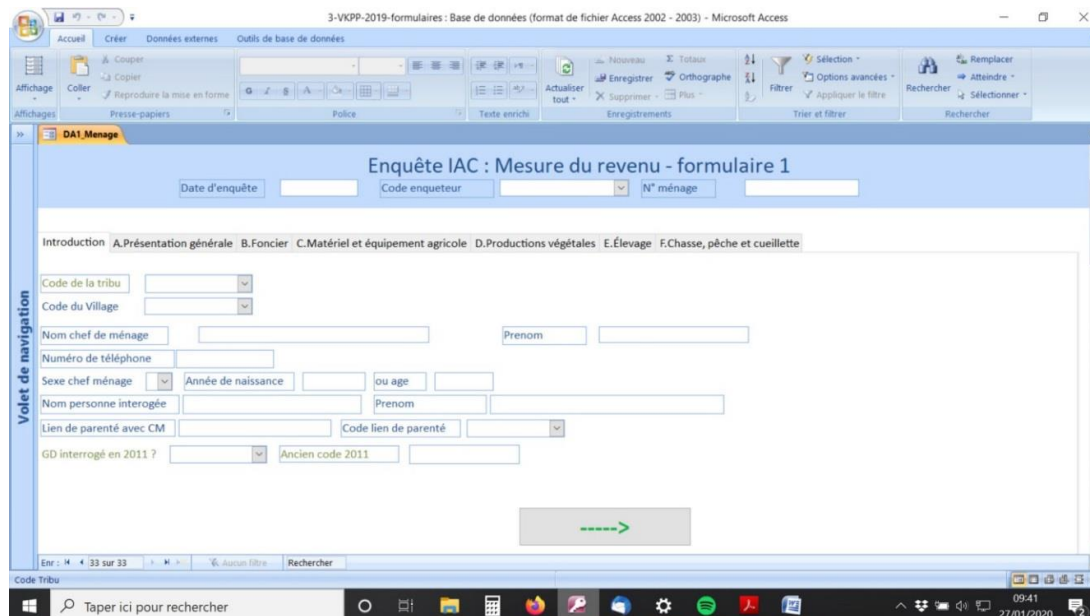 3-VKPP-2019-formulaires : Base de données (format de fichier Access 2002 - 2003) - Microsoft Access
Accueil Créer Données externes Outils de base de données
Affichage
Coller
Couper
Copier
Reproduire la mise en forme
G I S A
Actualiser tout
Nouveau
Enregistrer
Supprimer
Totaux
Orthographe
Plus
Filtrer
Sélection
Options avancées
Appliquer le filtre
Rechercher
Remplacer
Atteindre
Sélectionner
Affichages Presse-papiers Police Texte enrichi Enregistrements Trier et filtrer Rechercher
DA1_Menage
Enquête IAC : Mesure du revenu - formulaire 1
Date d'enquête Code enqueteur N° ménage
Introduction A.Présentation générale B.Foncier C.Matériel et équipement agricole D.Productions végétales E.Élevage F.Chasse, pêche et cueillette
Volet de navigation
Code de la tribu
Code du Village
Nom chef de ménage Prenom
Numéro de téléphone
Sexe chef ménage Année de naissance ou age
Nom personne interogée Prenom
Lien de parenté avec CM Code lien de parenté
GD interrogé en 2011 ? Ancien code 2011
----->
Enr : 33 sur 33 Aucun filtre Rechercher
Code Tribu
Taper ici pour rechercher
09:41
27/01/2020